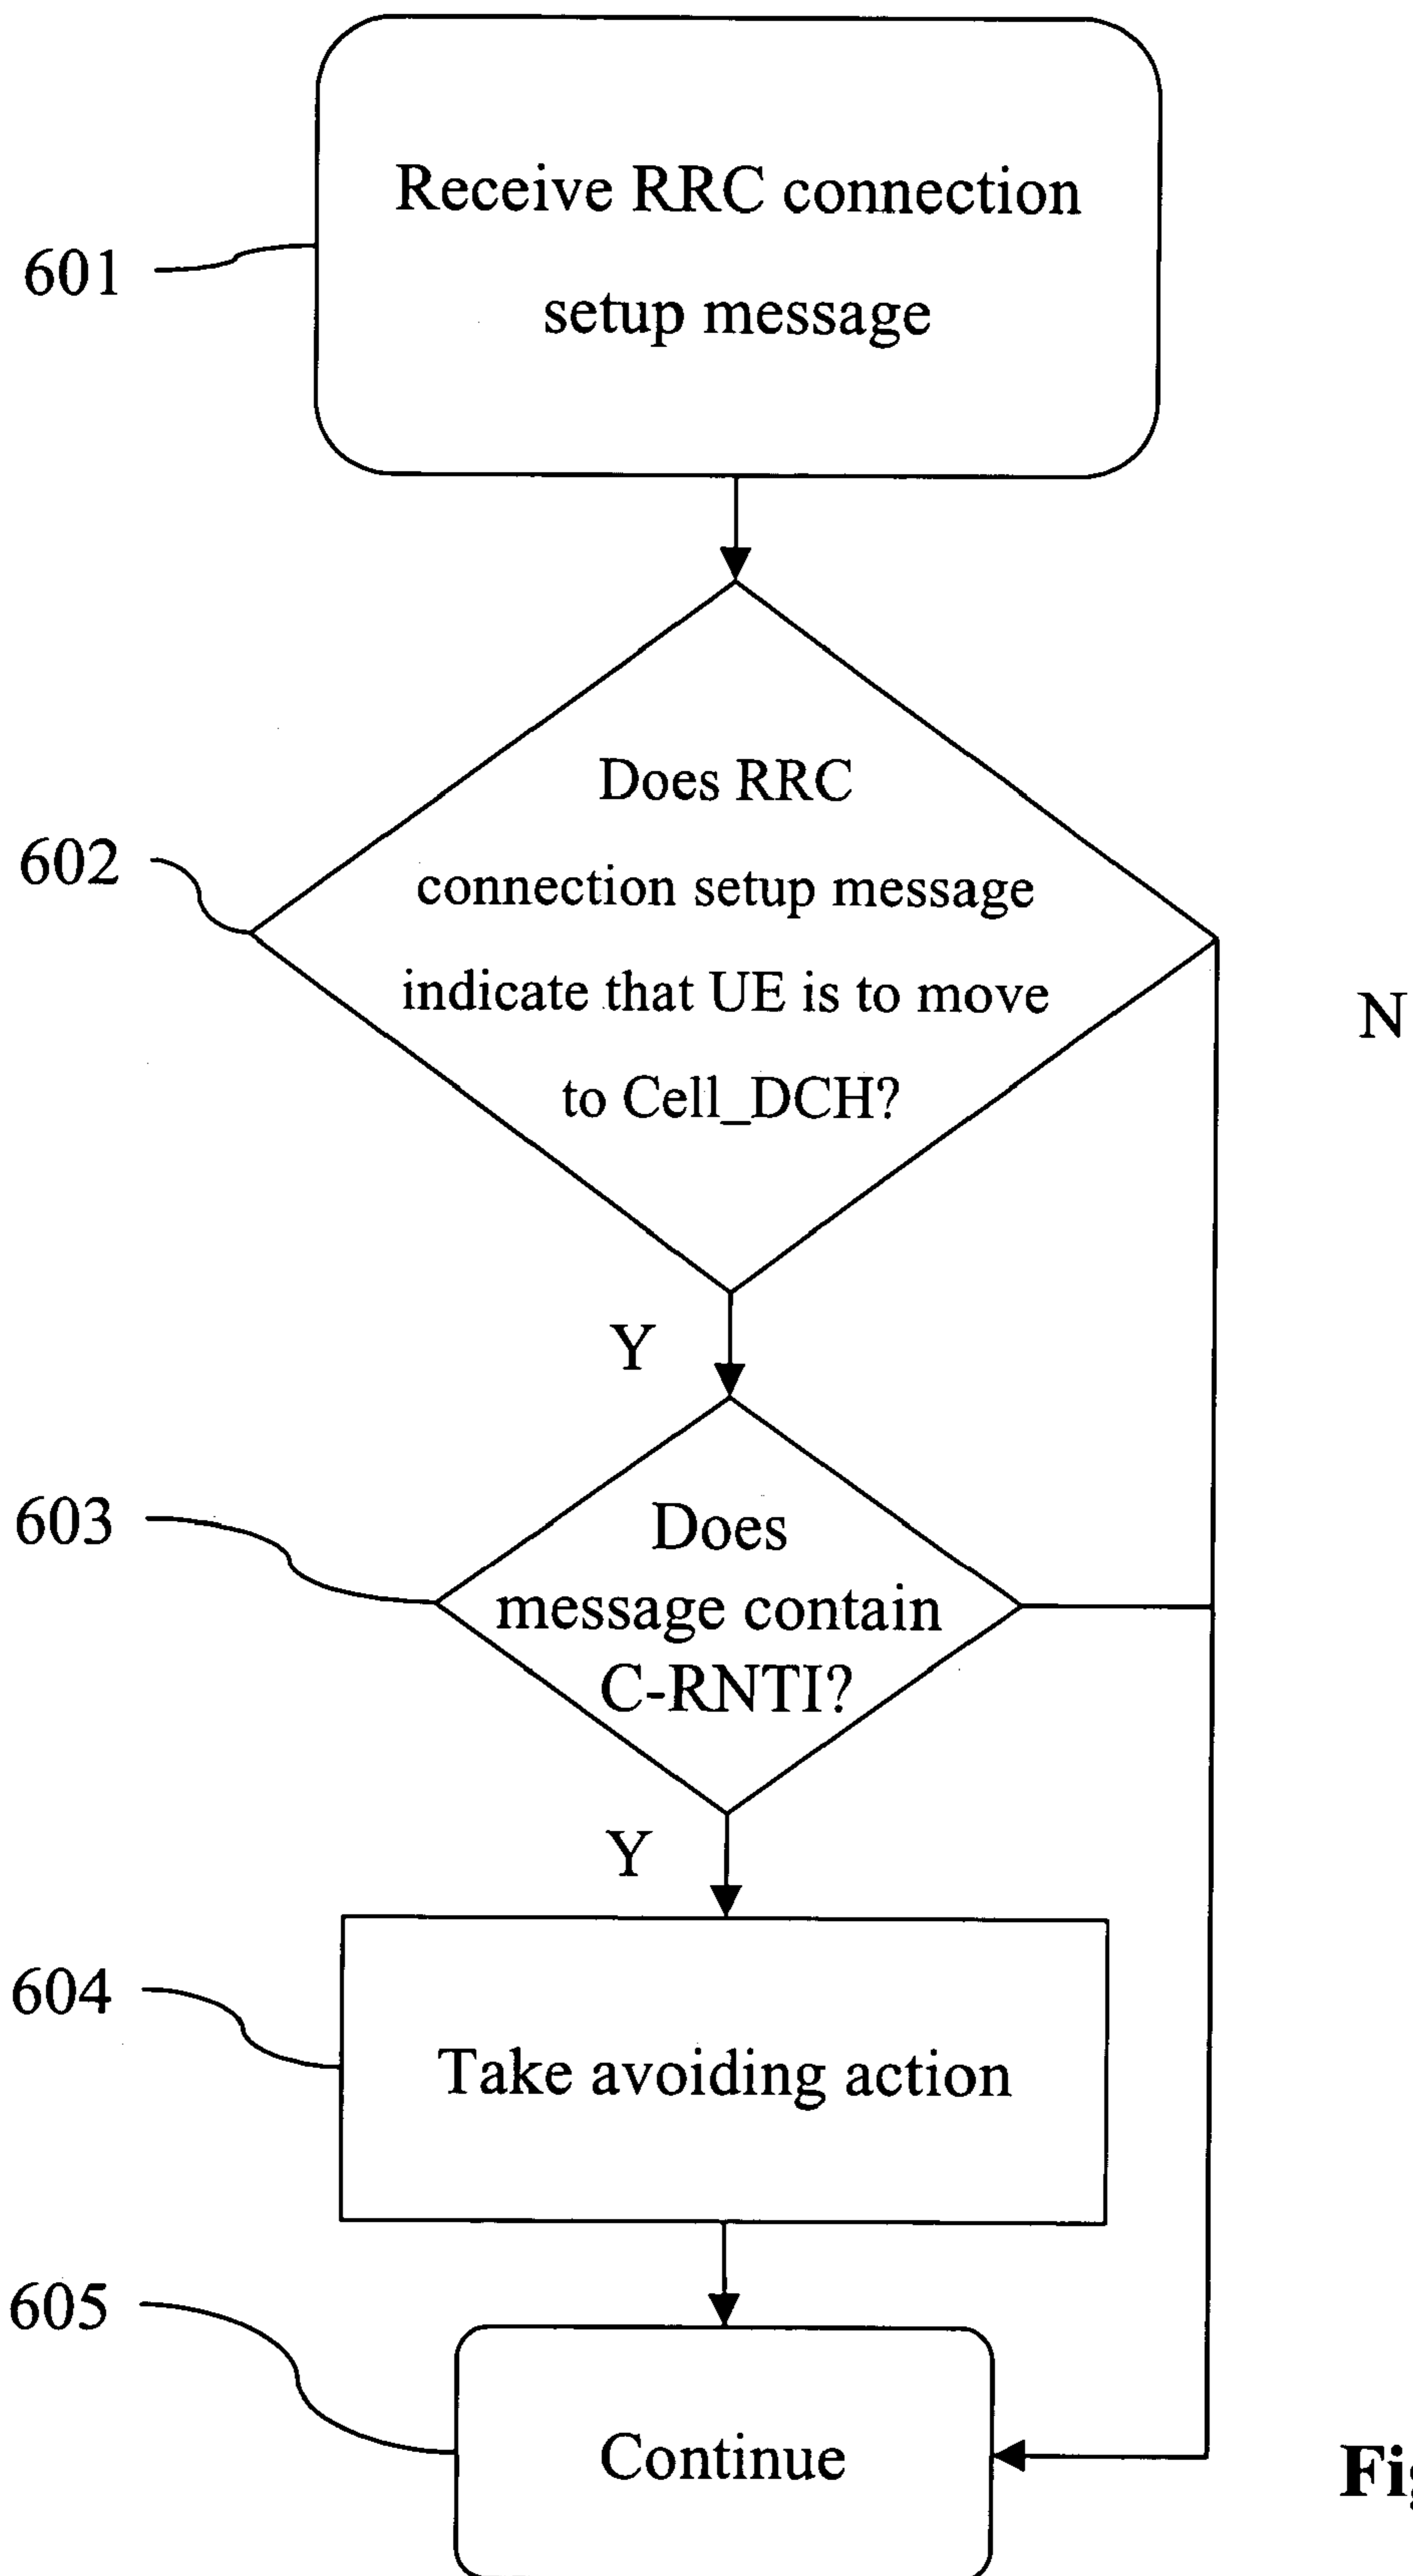 Receive RRC connection
setup message
601
Does RRC
connection setup message
indicate that UE is to move
to Cell_DCH?
602
N
Y
Does
message contain
C-RNTI?
603
Y
Take avoiding action
604
Continue
605